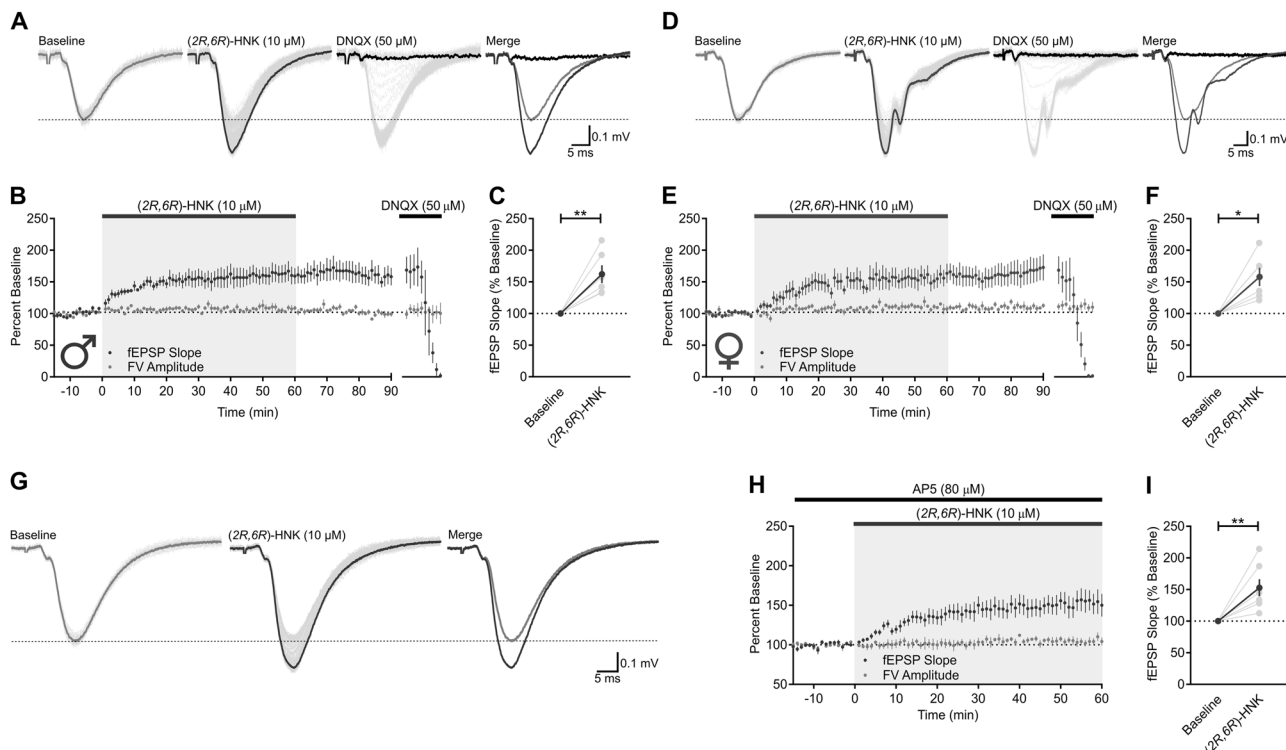 A
Baseline
(2R,6R)-HNK (10 µM)
DNQX (50 µM)
Merge
0.1 mV
5 ms
D
Baseline
(2R,6R)-HNK (10 µM)
DNQX (50 µM)
Merge
0.1 mV
5 ms
B
(2R,6R)-HNK (10 µM)
DNQX (50 µM)
Percent Baseline
250
200
150
100
50
0
♂
fEPSP Slope
FV Amplitude
-10 0 10 20 30 40 50 60 70 80 90
Time (min)
C
**
fEPSP Slope (% Baseline)
250
200
150
100
50
0
Baseline
(2R,6R)-HNK
E
(2R,6R)-HNK (10 µM)
DNQX (50 µM)
Percent Baseline
250
200
150
100
50
0
♀
fEPSP Slope
FV Amplitude
-10 0 10 20 30 40 50 60 70 80 90
Time (min)
F
*
fEPSP Slope (% Baseline)
250
200
150
100
50
0
Baseline
(2R,6R)-HNK
G
Baseline
(2R,6R)-HNK (10 µM)
Merge
0.1 mV
5 ms
H
AP5 (80 µM)
(2R,6R)-HNK (10 µM)
Percent Baseline
250
200
150
100
50
0
fEPSP Slope
FV Amplitude
-10 0 10 20 30 40 50 60
Time (min)
I
**
fEPSP Slope (% Baseline)
250
200
150
100
50
0
Baseline
(2R,6R)-HNK